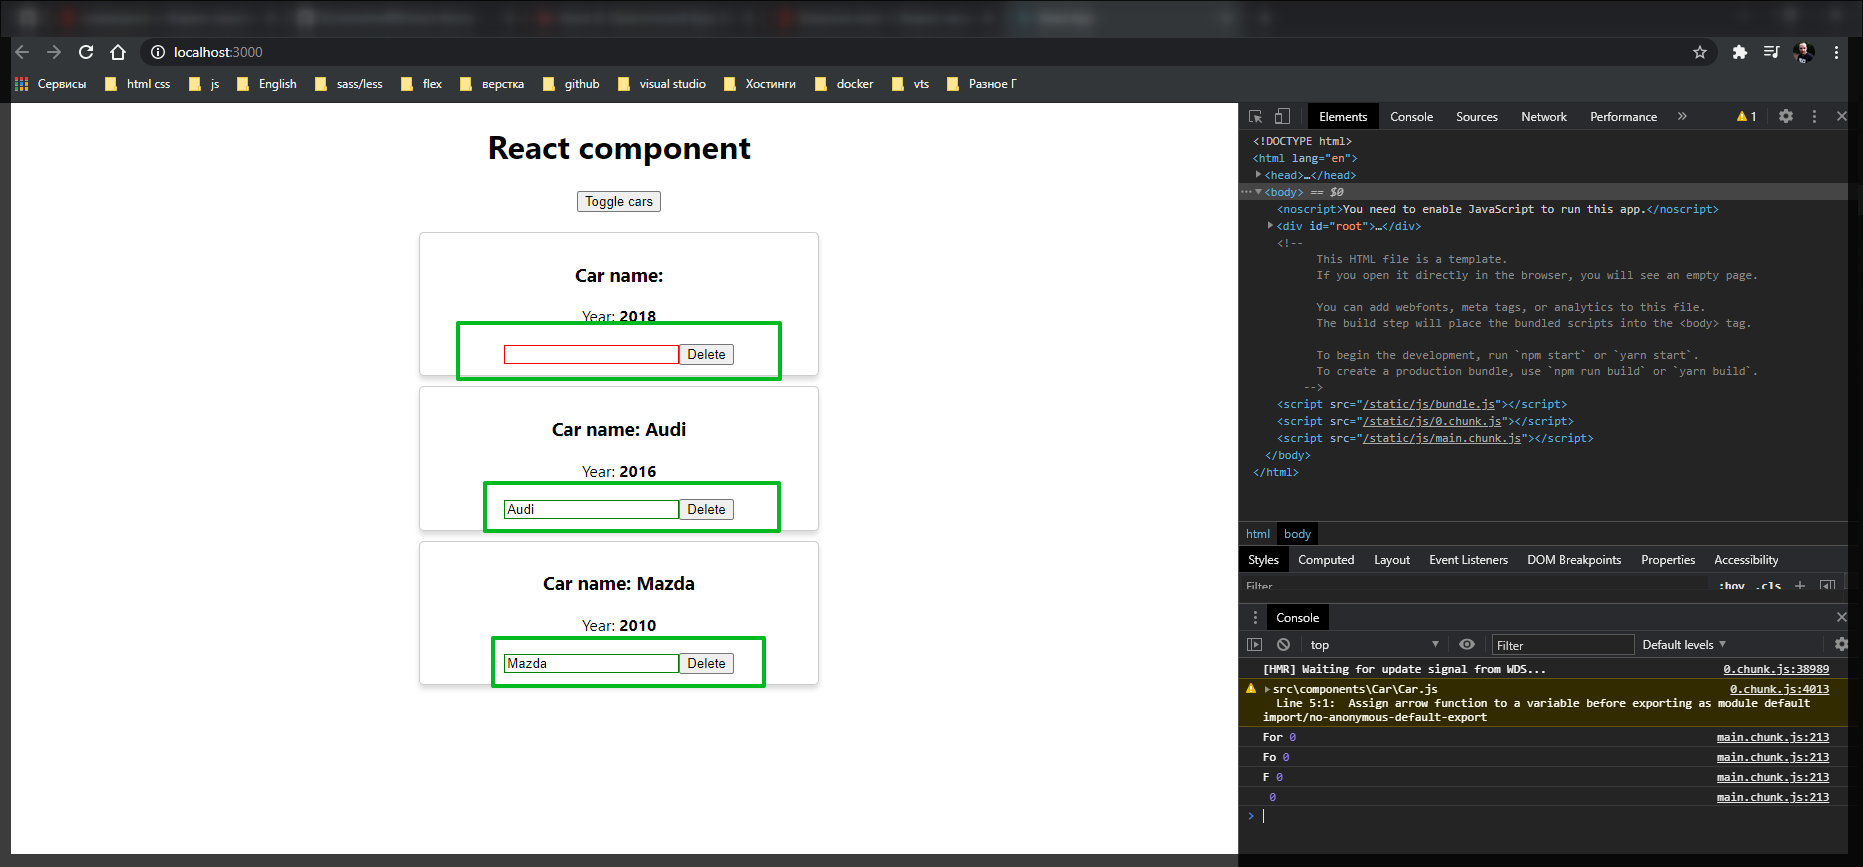 localhost:3000
Сервисы html css js English sass/less flex верстка github visual studio Хостинги docker vts Разное Г
React component
Toggle cars
Car name:
Year: 2018
Delete
Car name: Audi
Year: 2016
Audi Delete
Car name: Mazda
Year: 2010
Mazda Delete
Elements Console Sources Network Performance » 1
<!DOCTYPE html>
<html lang="en">
<head>…</head>
<body> == $0
<noscript>You need to enable JavaScript to run this app.</noscript>
<div id="root">…</div>
<!--
This HTML file is a template.
If you open it directly in the browser, you will see an empty page.
You can add webfonts, meta tags, or analytics to this file.
The build step will place the bundled scripts into the <body> tag.
To begin the development, run `npm start` or `yarn start`.
To create a production bundle, use `npm run build` or `yarn build`.
-->
<script src="/static/js/bundle.js"></script>
<script src="/static/js/0.chunk.js"></script>
<script src="/static/js/main.chunk.js"></script>
</body>
</html>
html body
Styles Computed Layout Event Listeners DOM Breakpoints Properties Accessibility
Filter :hov .cls +
Console
top Filter Default levels
[HMR] Waiting for update signal from WDS... 0.chunk.js:38989
src\components\Car\Car.js 0.chunk.js:4013
Line 5:1: Assign arrow function to a variable before exporting as module default
import/no-anonymous-default-export
For 0 main.chunk.js:213
Fo 0 main.chunk.js:213
F 0 main.chunk.js:213
0 main.chunk.js:213